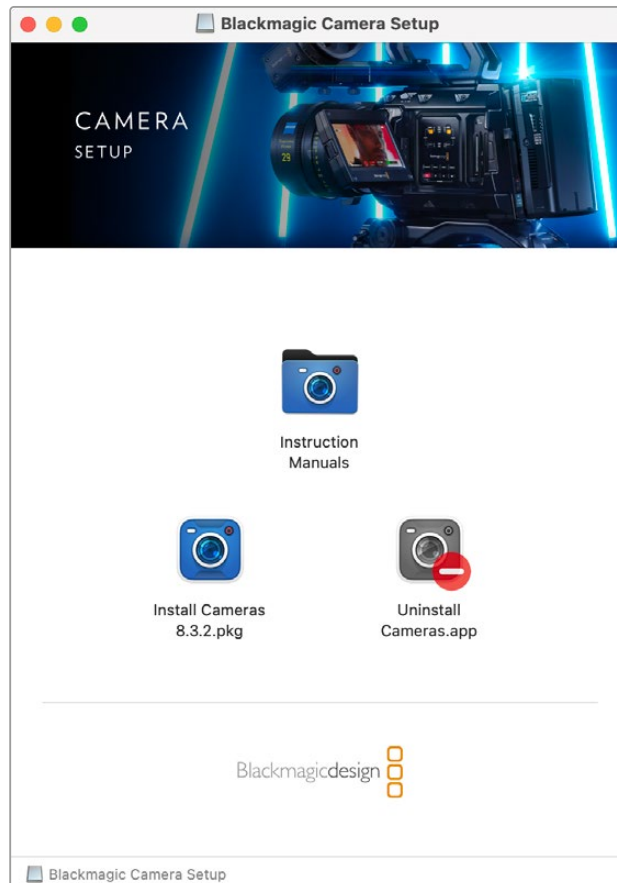 Blackmagic Camera Setup
CAMERA
SETUP
29
Instruction
Manuals
Install Cameras
8.3.2.pkg
Uninstall
Cameras.app
Blackmagicdesign
Blackmagic Camera Setup